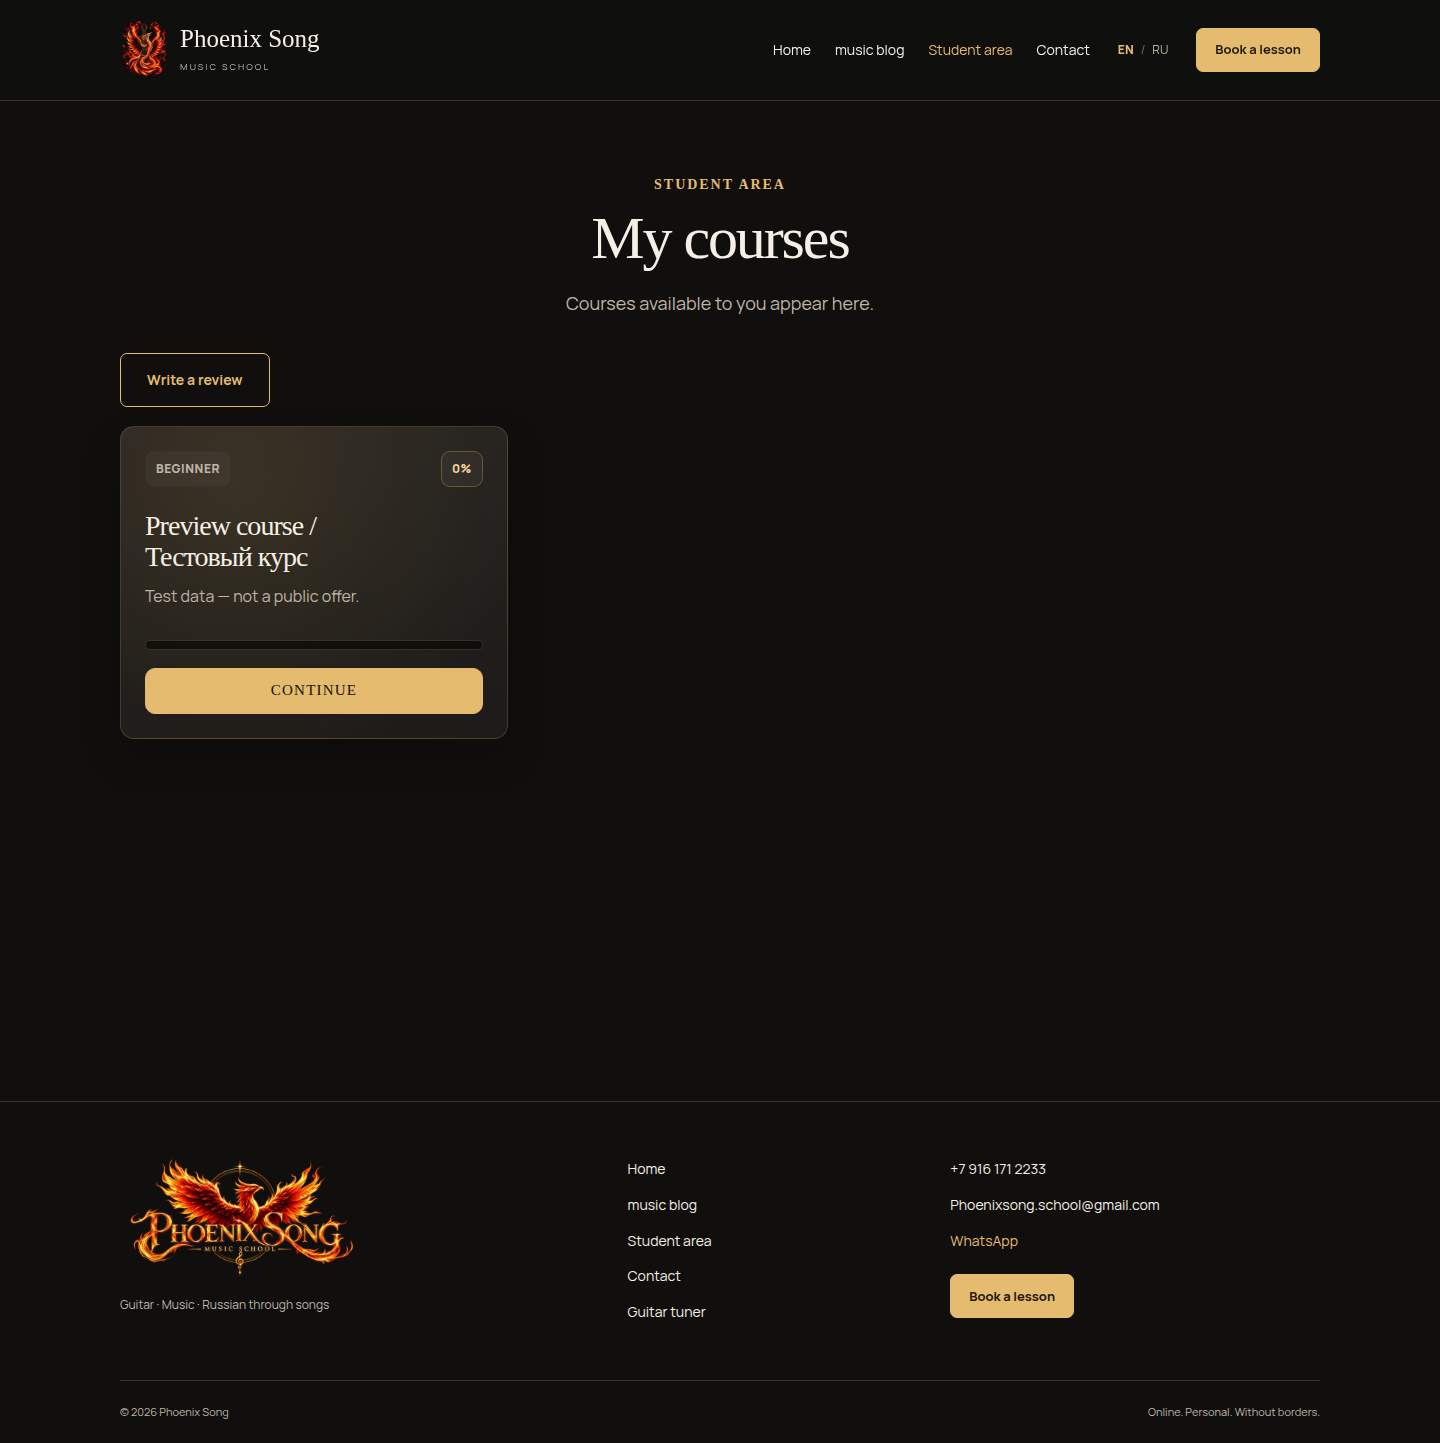 Phoenix Song
MUSIC SCHOOL
Home
music blog
Student area
Contact
EN / RU
Book a lesson
STUDENT AREA
My courses
Courses available to you appear here.
Write a review
BEGINNER
0%
Preview course /
Тестовый курс
Test data — not a public offer.
CONTINUE
PHOENIX SONG
MUSIC SCHOOL
Guitar · Music · Russian through songs
Home
music blog
Student area
Contact
Guitar tuner
+7 916 171 2233
Phoenixsong.school@gmail.com
WhatsApp
Book a lesson
© 2026 Phoenix Song
Online. Personal. Without borders.